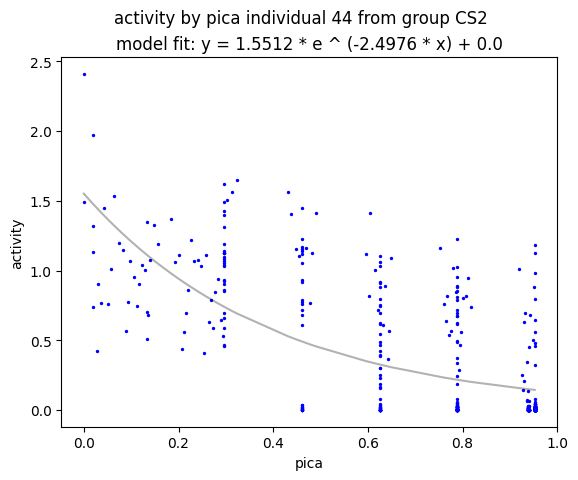 activity by pica individual 44 from group CS2
model fit: y = 1.5512 * e ^ (-2.4976 * x) + 0.0
2.5
2.0
1.5
1.0
0.5
0.0
activity
0.0 0.2 0.4 0.6 0.8 1.0
pica